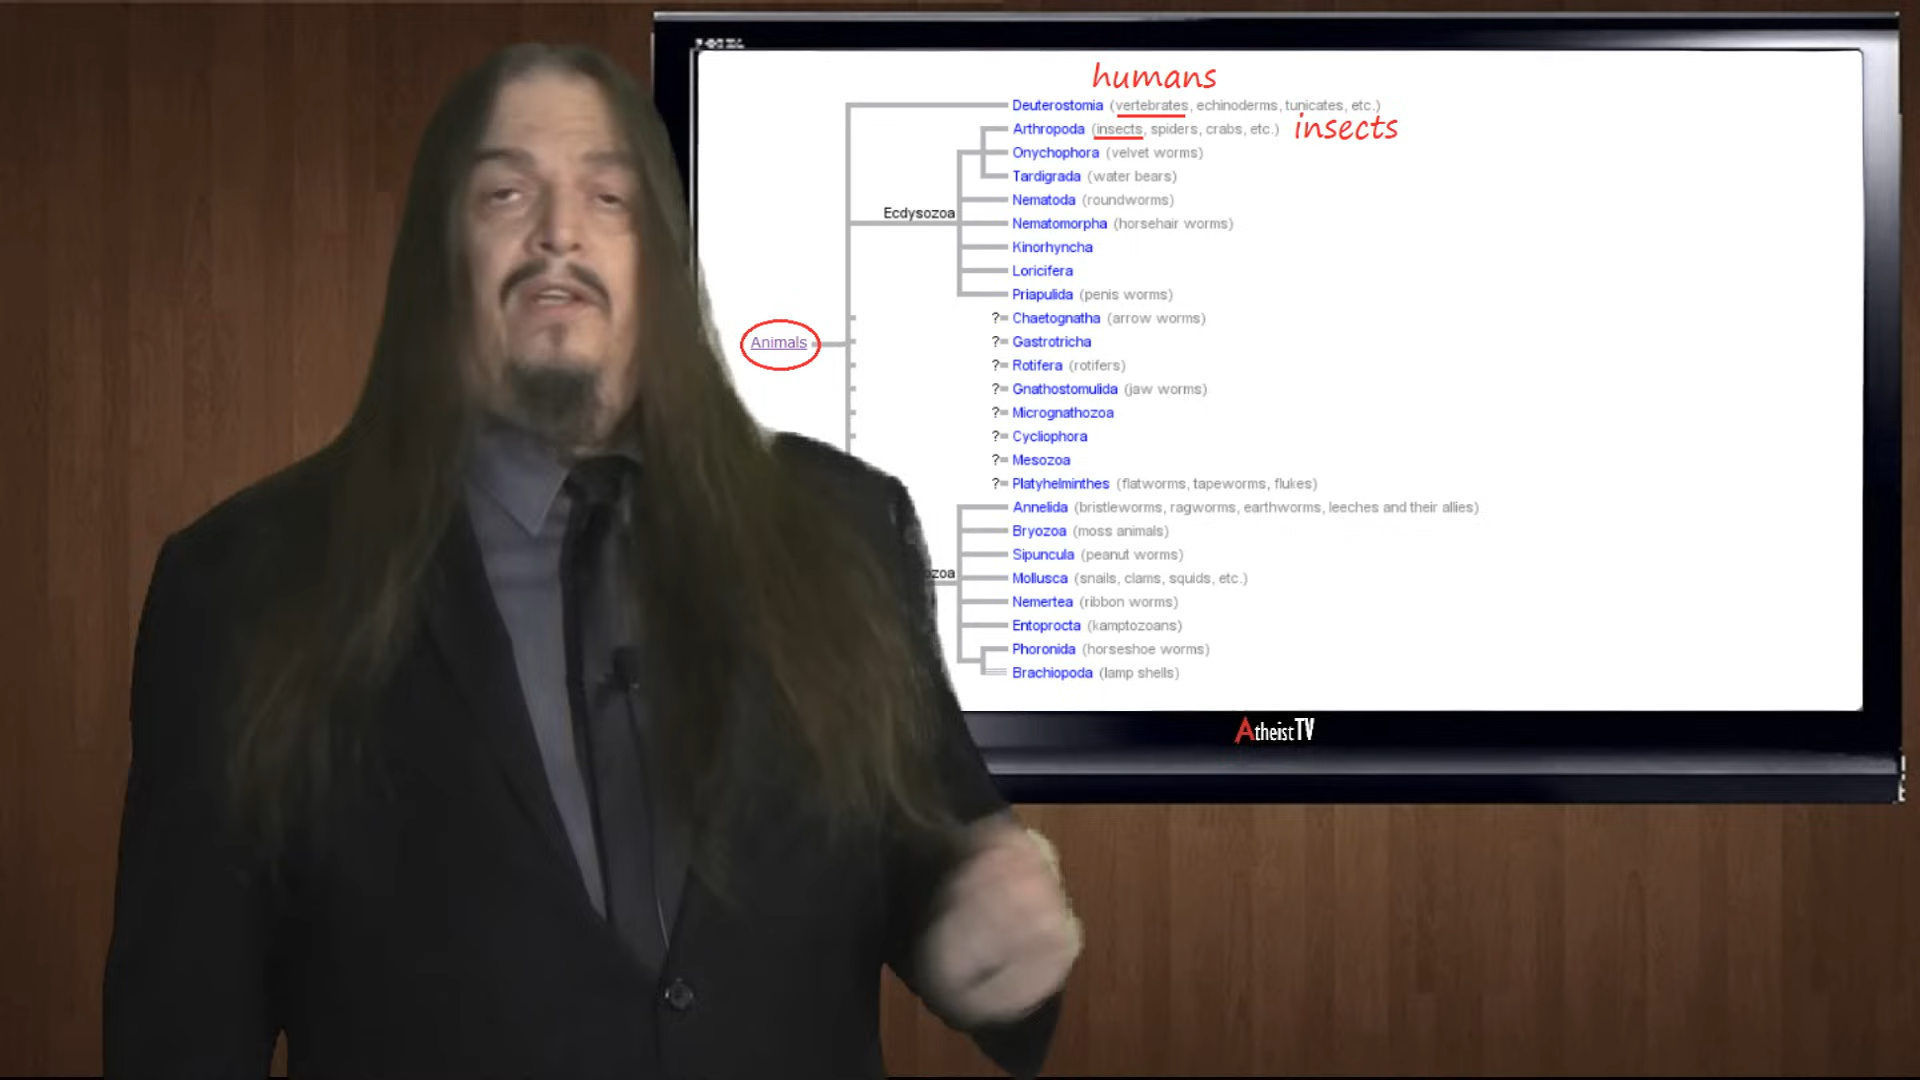 humans
Deuterostomia (vertebrates, echinoderms, tunicates, etc.)
Arthropoda (insects, spiders, crabs, etc.) insects
Onychophora (velvet worms)
Tardigrada (water bears)
Nematoda (roundworms)
Ecdysozoa
Nematomorpha (horsehair worms)
Kinorhyncha
Loricifera
Priapulida (penis worms)
?= Chaetognatha (arrow worms)
Animals
?= Gastrotricha
?= Rotifera (rotifers)
?= Gnathostomulida (jaw worms)
?= Micrognathozoa
?= Cycliophora
?= Mesozoa
?= Platyhelminthes (flatworms, tapeworms, flukes)
Annelida (bristleworms, ragworms, earthworms, leeches and their allies)
Bryozoa (moss animals)
Sipuncula (peanut worms)
ozoa
Mollusca (snails, clams, squids, etc.)
Nemertea (ribbon worms)
Entoprocta (kamptozoans)
Phoronida (horseshoe worms)
Brachiopoda (lamp shells)
AtheistTV